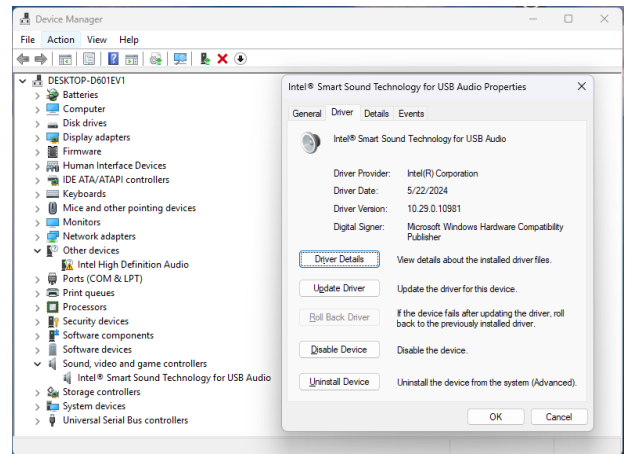 Device Manager
File Action View Help
DESKTOP-D601EV1
Batteries
Computer
Disk drives
Display adapters
Firmware
Human Interface Devices
IDE ATA/ATAPI controllers
Keyboards
Mice and other pointing devices
Monitors
Network adapters
Other devices
Intel High Definition Audio
Ports (COM & LPT)
Print queues
Processors
Security devices
Software components
Software devices
Sound, video and game controllers
Intel® Smart Sound Technology for USB Audio
Storage controllers
System devices
Universal Serial Bus controllers
Intel® Smart Sound Technology for USB Audio Properties
General Driver Details Events
Intel® Smart Sound Technology for USB Audio
Driver Provider: Intel(R) Corporation
Driver Date: 5/22/2024
Driver Version: 10.29.0.10981
Digital Signer: Microsoft Windows Hardware Compatibility
Publisher
Driver Details View details about the installed driver files.
Update Driver Update the driver for this device.
Roll Back Driver If the device fails after updating the driver, roll
back to the previously installed driver.
Disable Device Disable the device.
Uninstall Device Uninstall the device from the system (Advanced).
OK Cancel